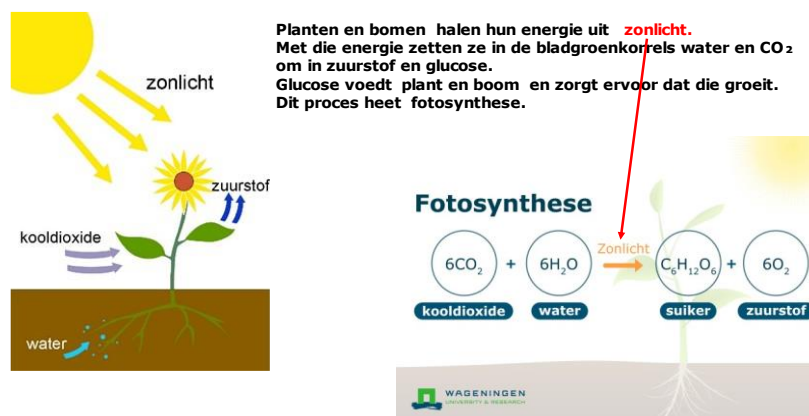 Planten en bomen halen hun energie uit zonlicht.
Met die energie zetten ze in de bladgroenkorrels water en CO₂
om in zuurstof en glucose.
Glucose voedt plant en boom en zorgt ervoor dat die groeit.
Dit proces heet fotosynthese.
zonlicht
zuurstof
kooldioxide
water
Fotosynthese
Zonlicht
6CO₂ + 6H₂O C₆H₁₂O₆ + 6O₂
kooldioxide water suiker zuurstof
WAGENINGEN
UNIVERSITY & RESEARCH